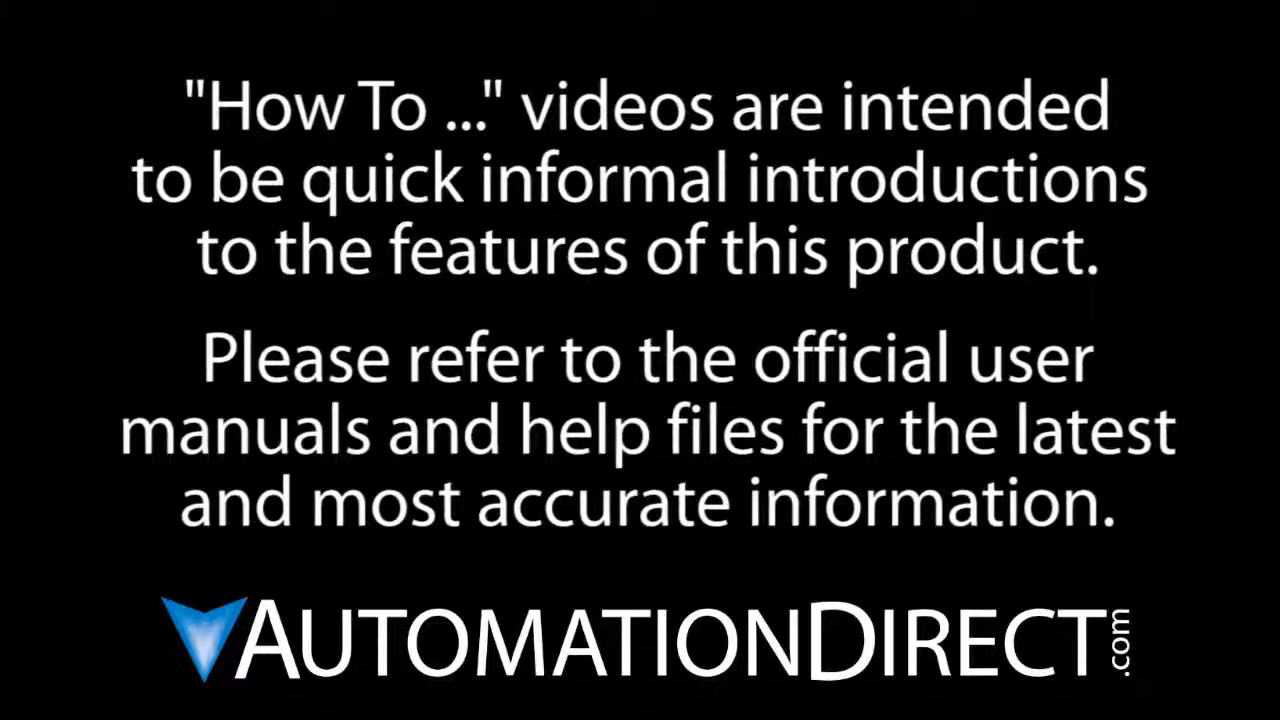 "How To ..." videos are intended
to be quick informal introductions
to the features of this product.
Please refer to the official user
manuals and help files for the latest
and most accurate information.
AUTOMATIONDIRECT.com